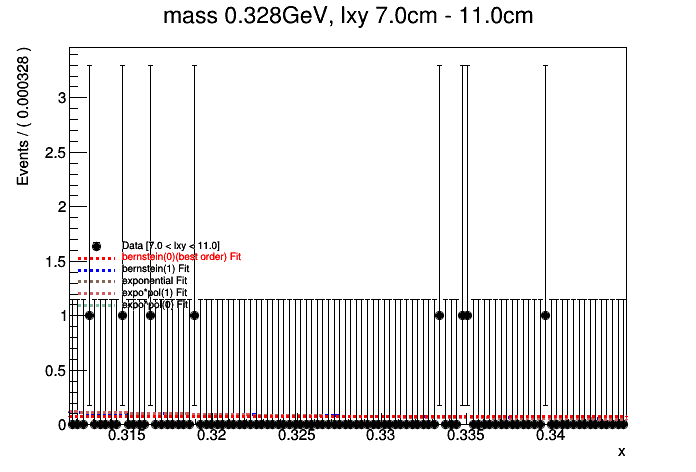 mass 0.328GeV, lxy 7.0cm - 11.0cm
Events / ( 0.000328 )
3
2.5
2
1.5
1
0.5
0
Data [7.0 < lxy < 11.0]
bernstein(0)(best order) Fit
bernstein(1) Fit
exponential Fit
expo*pol(1) Fit
expo*pol(0) Fit
0.315 0.32 0.325 0.33 0.335 0.34
x